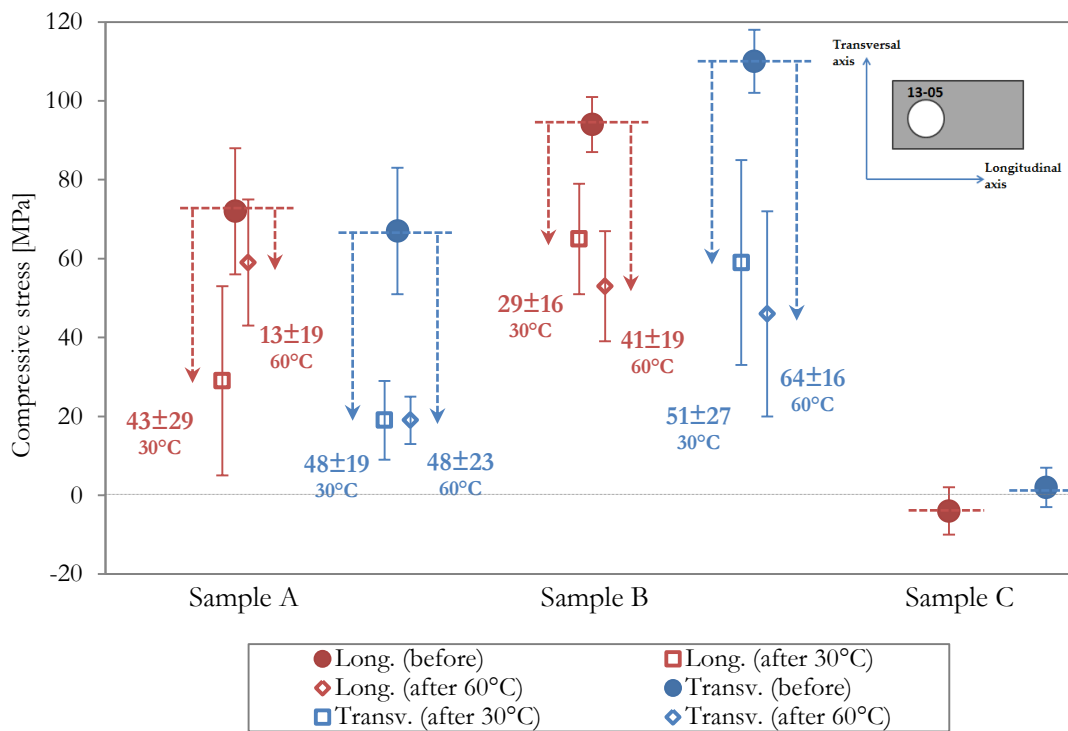 Compressive stress [MPa]
120
100
80
60
40
20
0
-20
Transversal
axis
13-05
Longitudinal
axis
43±29
30°C
13±19
60°C
48±19
30°C
48±23
60°C
29±16
30°C
41±19
60°C
51±27
30°C
64±16
60°C
Sample A
Sample B
Sample C
Long. (before)
Long. (after 30°C)
Long. (after 60°C)
Transv. (before)
Transv. (after 30°C)
Transv. (after 60°C)